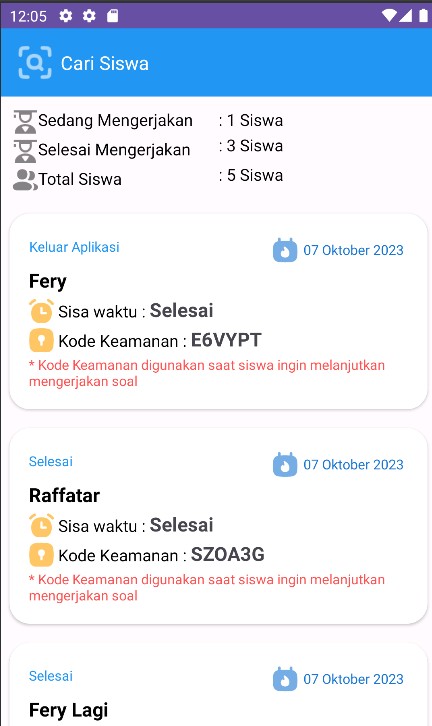 12:05
Cari Siswa
Sedang Mengerjakan : 1 Siswa
Selesai Mengerjakan : 3 Siswa
Total Siswa : 5 Siswa
Keluar Aplikasi 07 Oktober 2023
Fery
Sisa waktu : Selesai
Kode Keamanan : E6VYPT
* Kode Keamanan digunakan saat siswa ingin melanjutkan
mengerjakan soal
Selesai 07 Oktober 2023
Raffatar
Sisa waktu : Selesai
Kode Keamanan : SZOA3G
* Kode Keamanan digunakan saat siswa ingin melanjutkan
mengerjakan soal
Selesai 07 Oktober 2023
Fery Lagi